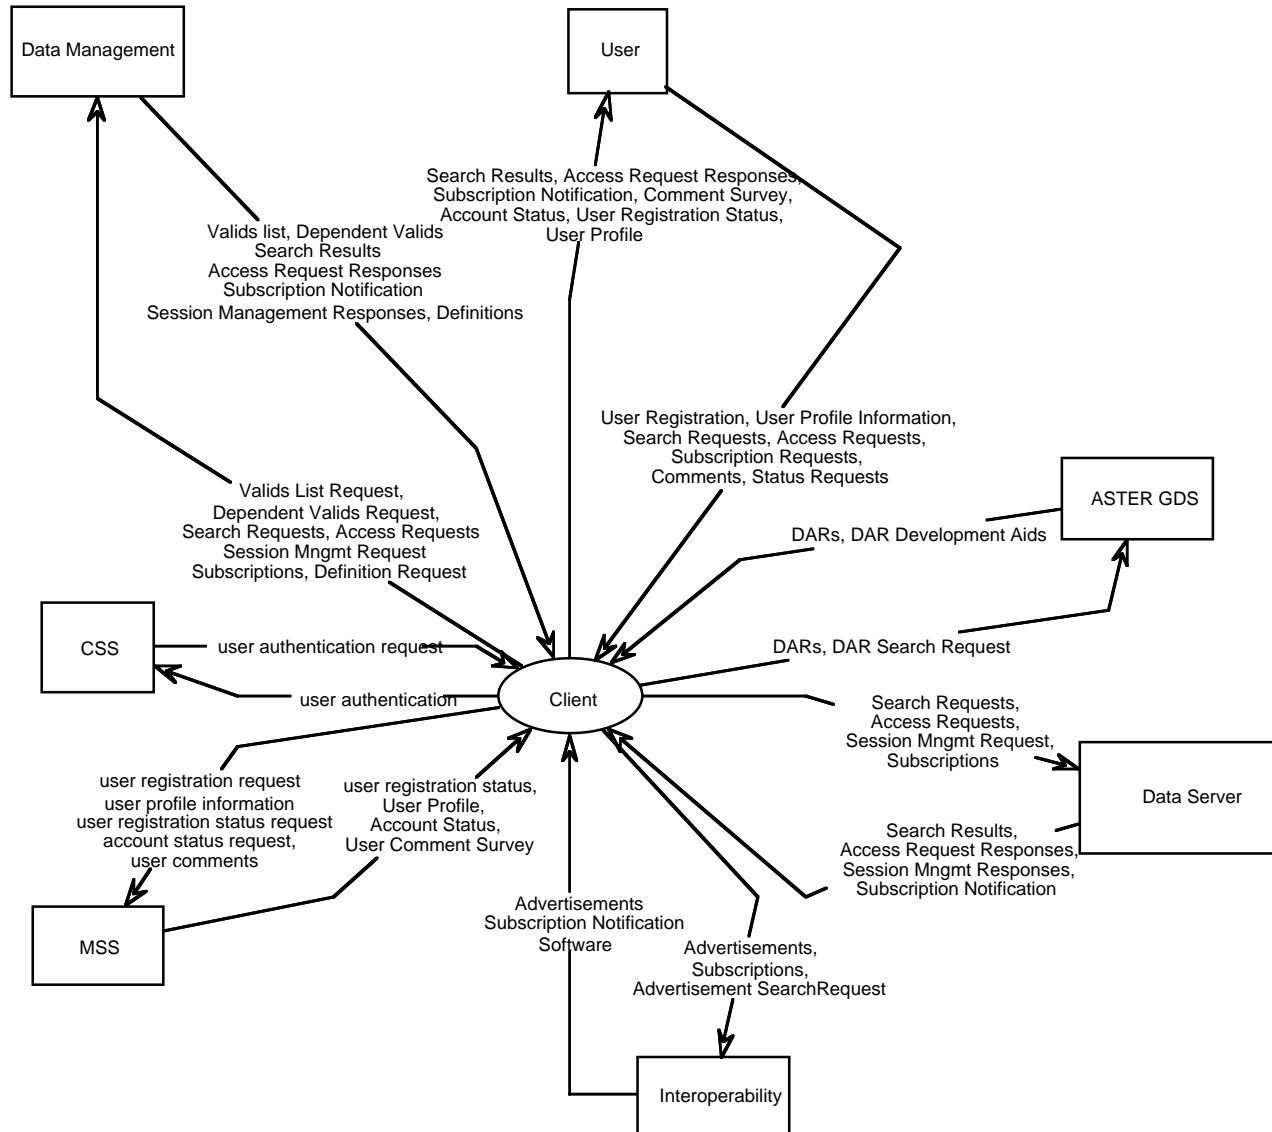 Data Management
User
Search Results, Access Request Responses,
Subscription Notification, Comment Survey,
Account Status, User Registration Status,
User Profile
Valids list, Dependent Valids
Search Results
Access Request Responses
Subscription Notification
Session Management Responses, Definitions
User Registration, User Profile Information,
Search Requests, Access Requests,
Subscription Requests,
Comments, Status Requests
Valids List Request,
Dependent Valids Request,
Search Requests, Access Requests
Session Mngmt Request
Subscriptions, Definition Request
ASTER GDS
DARs, DAR Development Aids
CSS
user authentication request
DARs, DAR Search Request
user authentication
Client
Search Requests,
Access Requests,
Session Mngmt Request,
Subscriptions
Data Server
user registration request
user profile information
user registration status request
account status request,
user comments
user registration status,
User Profile,
Account Status,
User Comment Survey
Search Results,
Access Request Responses,
Session Mngmt Responses,
Subscription Notification
MSS
Advertisements
Subscription Notification
Software
Advertisements,
Subscriptions,
Advertisement SearchRequest
Interoperability